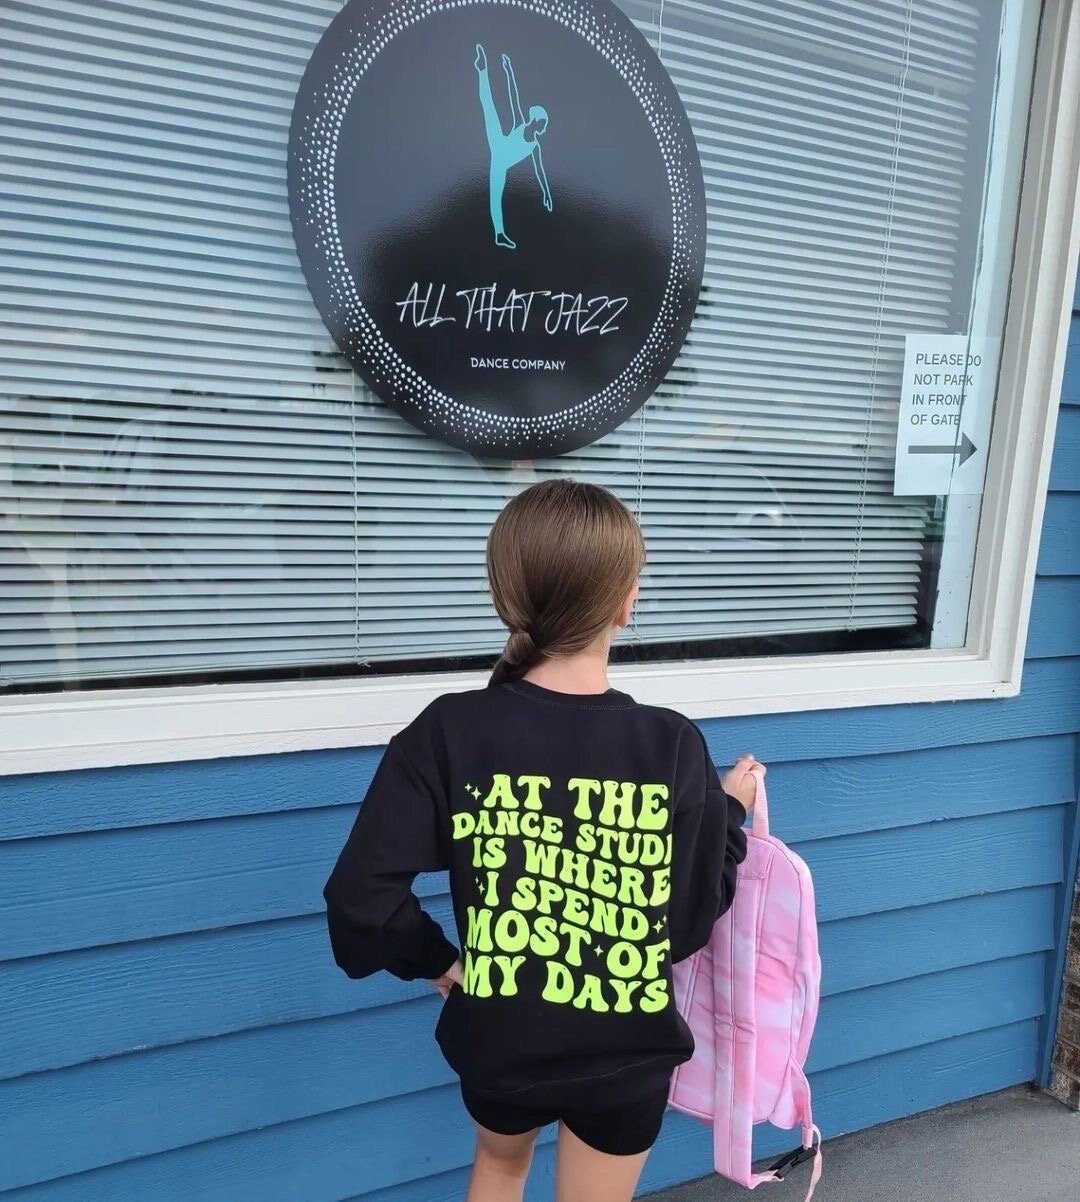 ALL THAT JAZZ
DANCE COMPANY
PLEASE DO
NOT PARK
IN FRONT
OF GATE
AT THE
DANCE STUDI
IS WHERE
I SPEND
MOST OF
MY DAYS